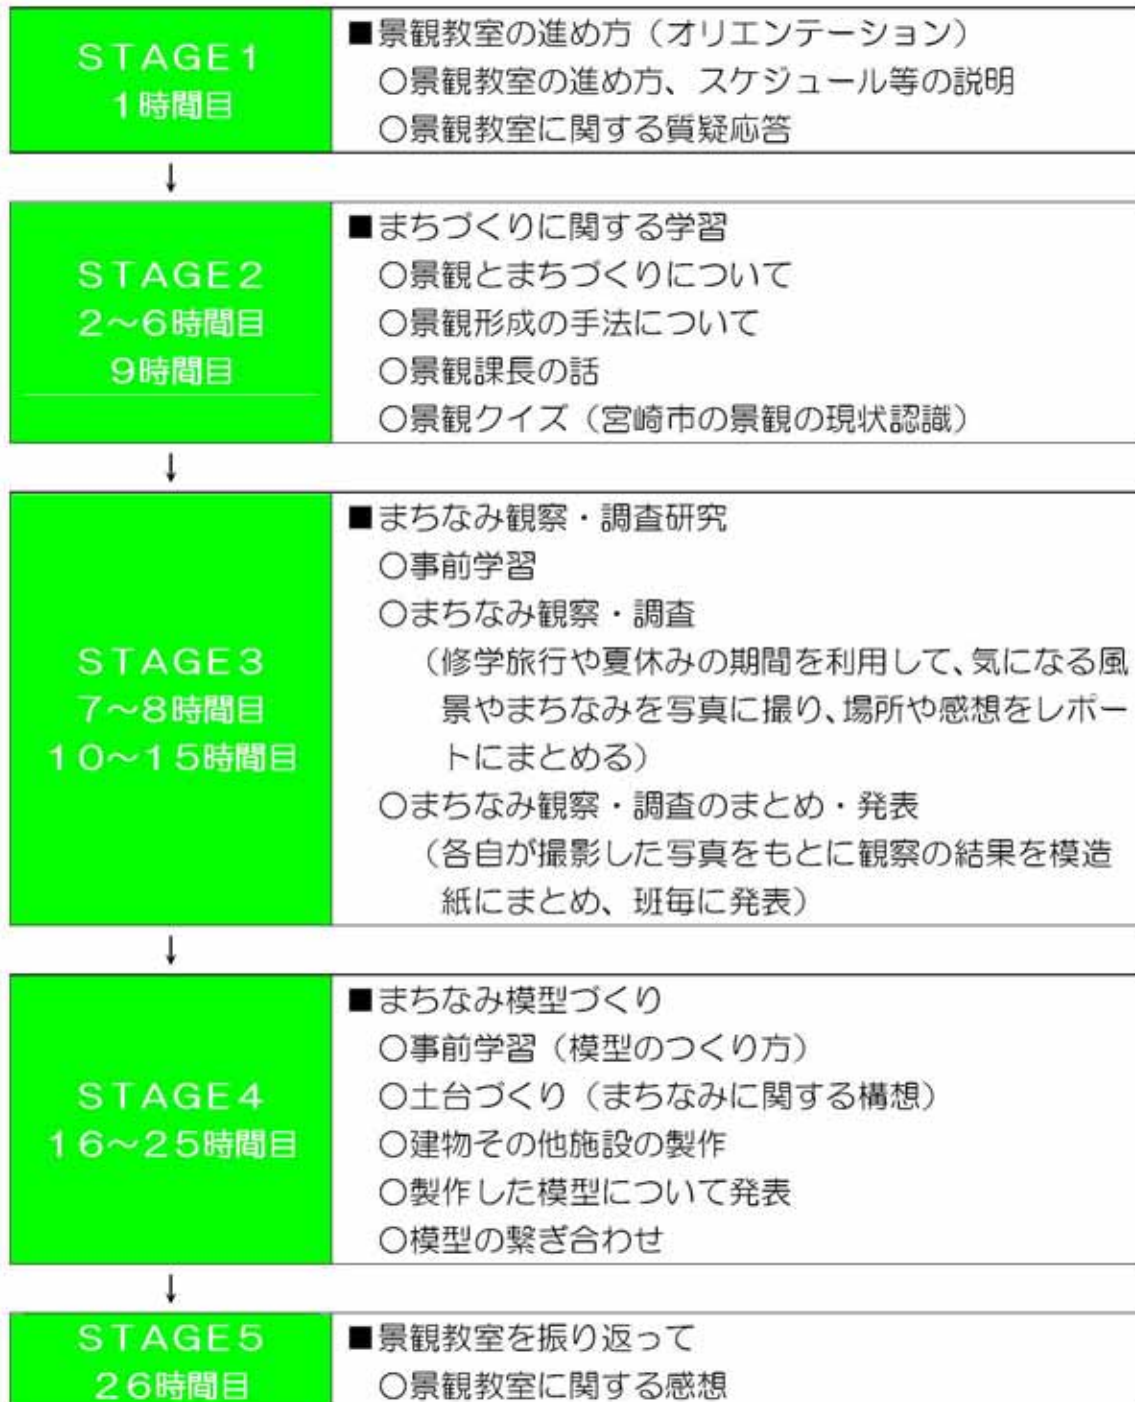 STAGE1
1時間目
■景観教室の進め方（オリエンテーション）
○景観教室の進め方、スケジュール等の説明
○景観教室に関する質疑応答
↓
STAGE2
2～6時間目
9時間目
■まちづくりに関する学習
○景観とまちづくりについて
○景観形成の手法について
○景観課長の話
○景観クイズ（宮崎市の景観の現状認識）
↓
STAGE3
7～8時間目
10～15時間目
■まちなみ観察・調査研究
○事前学習
○まちなみ観察・調査
（修学旅行や夏休みの期間を利用して、気になる風
景やまちなみを写真に撮り、場所や感想をレポー
トにまとめる）
○まちなみ観察・調査のまとめ・発表
（各自が撮影した写真をもとに観察の結果を模造
紙にまとめ、班毎に発表）
↓
STAGE4
16～25時間目
■まちなみ模型づくり
○事前学習（模型のつくり方）
○土台づくり（まちなみに関する構想）
○建物その他施設の製作
○製作した模型について発表
○模型の繋ぎ合わせ
↓
STAGE5
26時間目
■景観教室を振り返って
○景観教室に関する感想